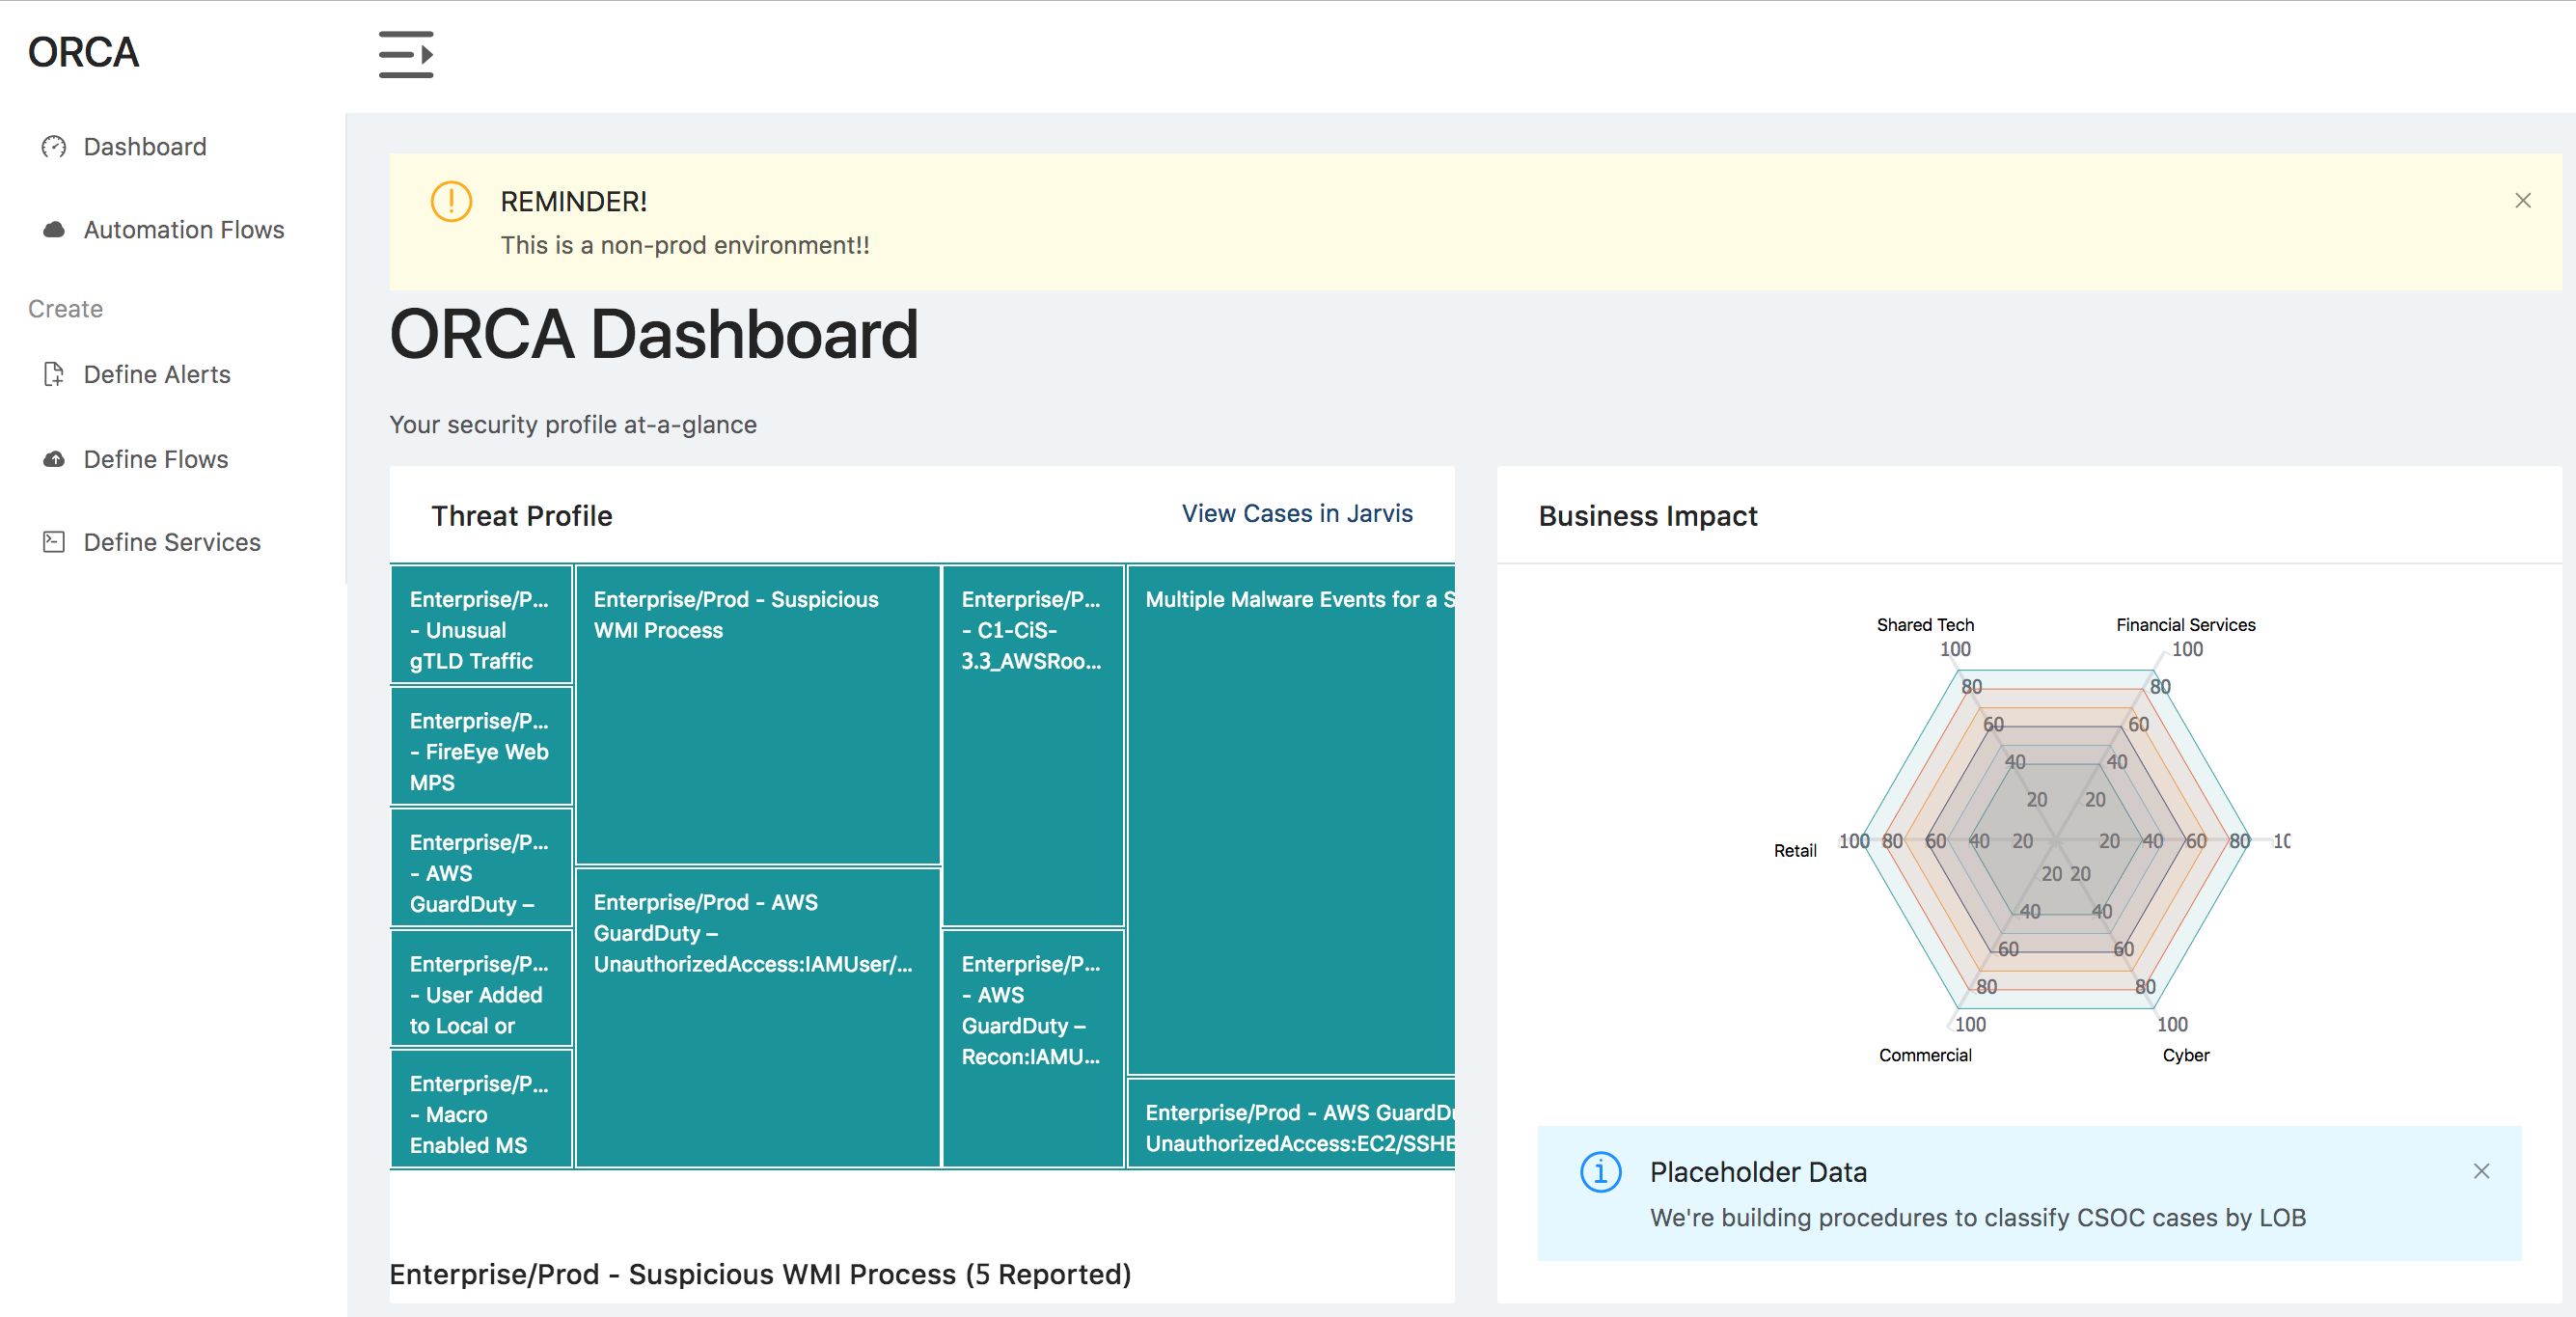 ORCA
Dashboard
Automation Flows
Create
Define Alerts
Define Flows
Define Services
REMINDER!
This is a non-prod environment!!
ORCA Dashboard
Your security profile at-a-glance
Threat Profile
View Cases in Jarvis
Enterprise/P...
- Unusual
gTLD Traffic
Enterprise/P...
- FireEye Web
MPS
Enterprise/P...
- AWS
GuardDuty –
Enterprise/P...
- User Added
to Local or
Enterprise/P...
- Macro
Enabled MS
Enterprise/Prod - Suspicious
WMI Process
Enterprise/Prod - AWS
GuardDuty –
UnauthorizedAccess:IAMUser/...
Enterprise/P...
- C1-CiS-
3.3_AWSRoo...
Enterprise/P...
- AWS
GuardDuty –
Recon:IAMU...
Multiple Malware Events for a S
Enterprise/Prod - AWS GuardDu
UnauthorizedAccess:EC2/SSHB
Enterprise/Prod - Suspicious WMI Process (5 Reported)
Business Impact
Shared Tech
Financial Services
100 100
80 80
60 60
40 40
20 20
Retail
100 80 60 40 20 20 40 60 80 10
20 20
40 40
60 60
80 80
100 100
Commercial
Cyber
Placeholder Data
We're building procedures to classify CSOC cases by LOB